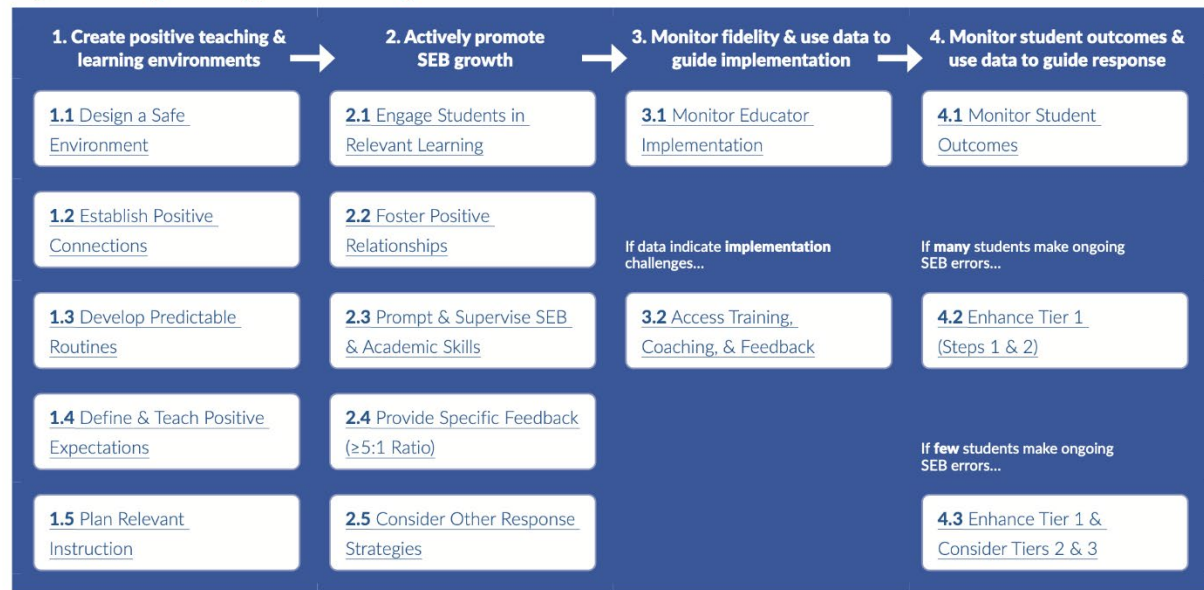 1. Create positive teaching &
learning environments
1.1 Design a Safe
Environment
1.2 Establish Positive
Connections
1.3 Develop Predictable
Routines
1.4 Define & Teach Positive
Expectations
1.5 Plan Relevant
Instruction
2. Actively promote
SEB growth
2.1 Engage Students in
Relevant Learning
2.2 Foster Positive
Relationships
2.3 Prompt & Supervise SEB
& Academic Skills
2.4 Provide Specific Feedback
(≥5:1 Ratio)
2.5 Consider Other Response
Strategies
3. Monitor fidelity & use data to
guide implementation
3.1 Monitor Educator
Implementation
If data indicate implementation
challenges...
3.2 Access Training,
Coaching, & Feedback
4. Monitor student outcomes &
use data to guide response
4.1 Monitor Student
Outcomes
If many students make ongoing
SEB errors...
4.2 Enhance Tier 1
(Steps 1 & 2)
If few students make ongoing
SEB errors...
4.3 Enhance Tier 1 &
Consider Tiers 2 & 3